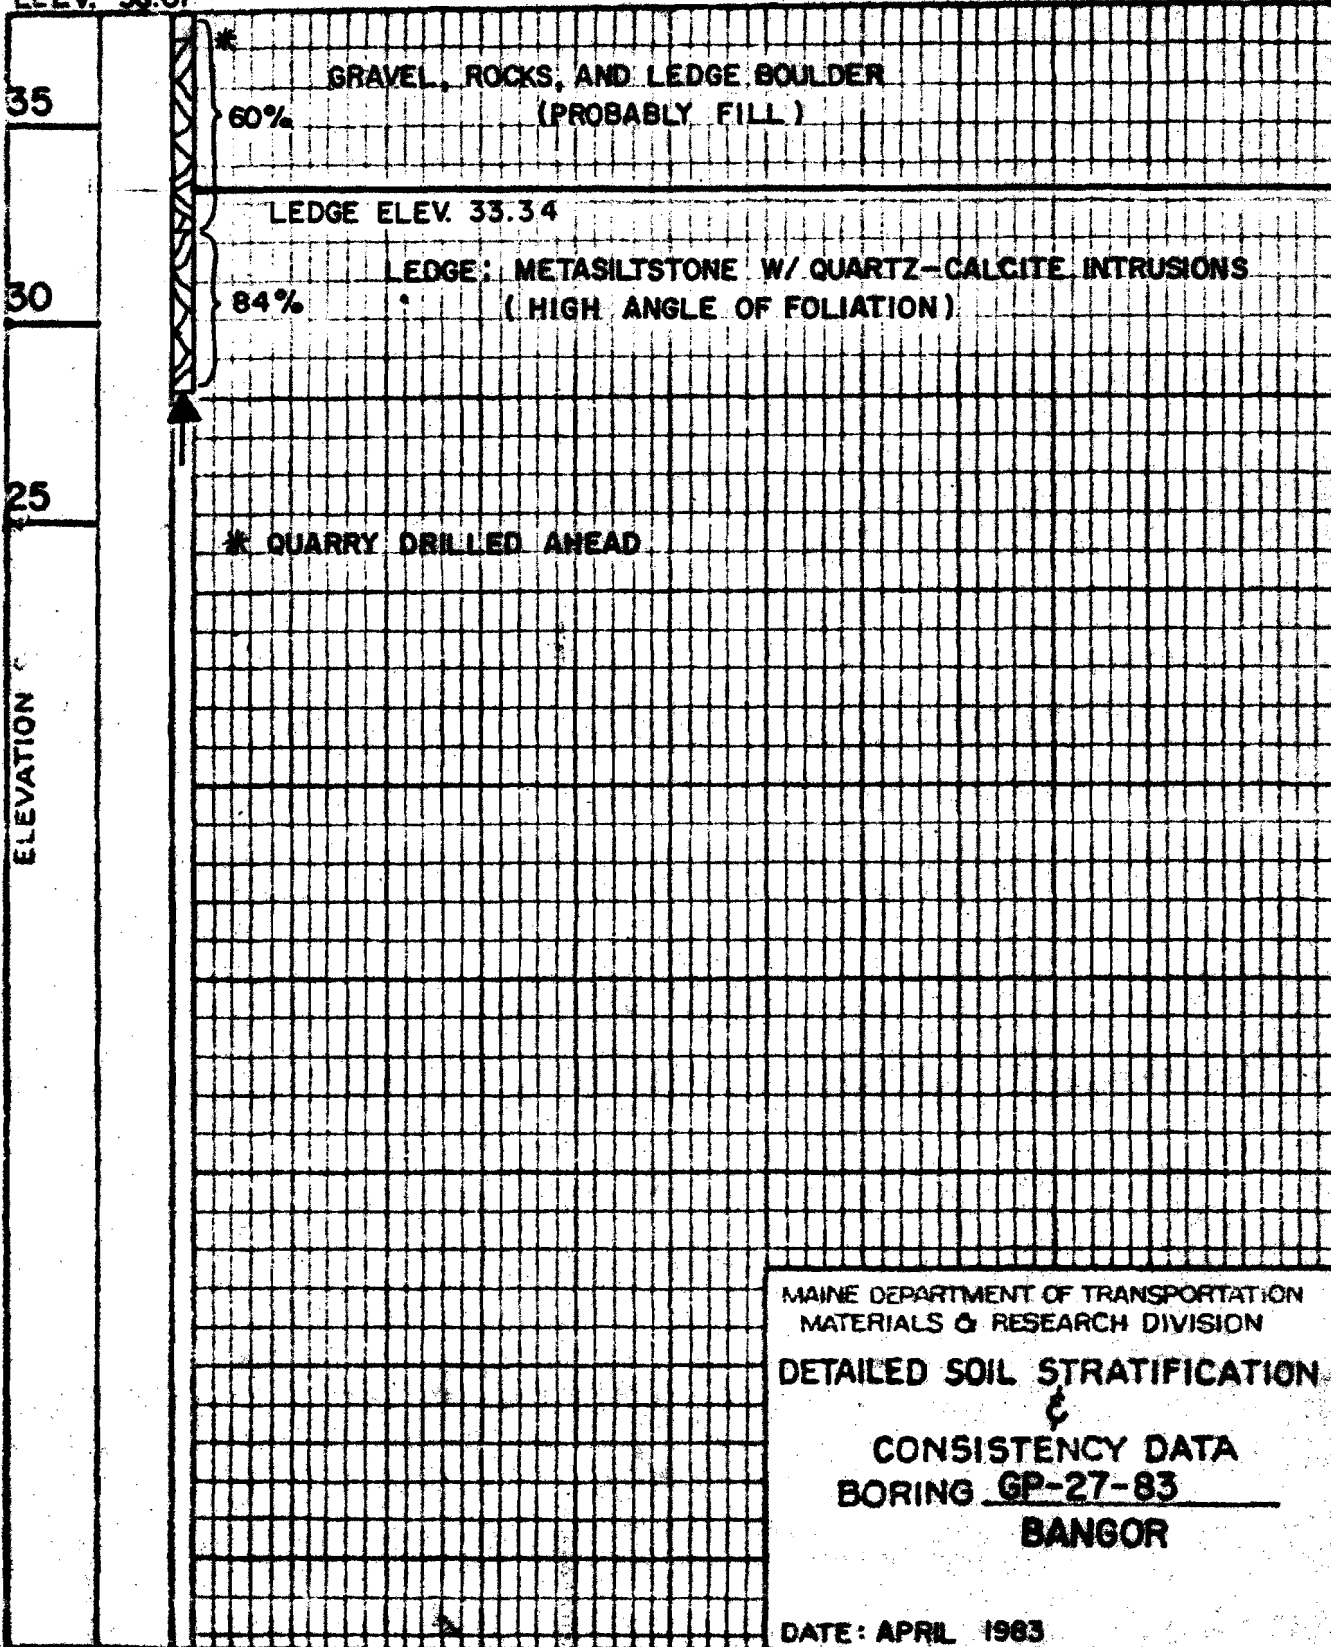 ELEV.
*
35
GRAVEL, ROCKS, AND LEDGE BOULDER
60%
(PROBABLY FILL)
LEDGE ELEV. 33.34
LEDGE: METASILTSTONE W/ QUARTZ-CALCITE INTRUSIONS
30
84%
(HIGH ANGLE OF FOLIATION)
25
* QUARRY DRILLED AHEAD
ELEVATION
MAINE DEPARTMENT OF TRANSPORTATION
MATERIALS & RESEARCH DIVISION
DETAILED SOIL STRATIFICATION
&
CONSISTENCY DATA
BORING GP-27-83
BANGOR
DATE: APRIL 1983